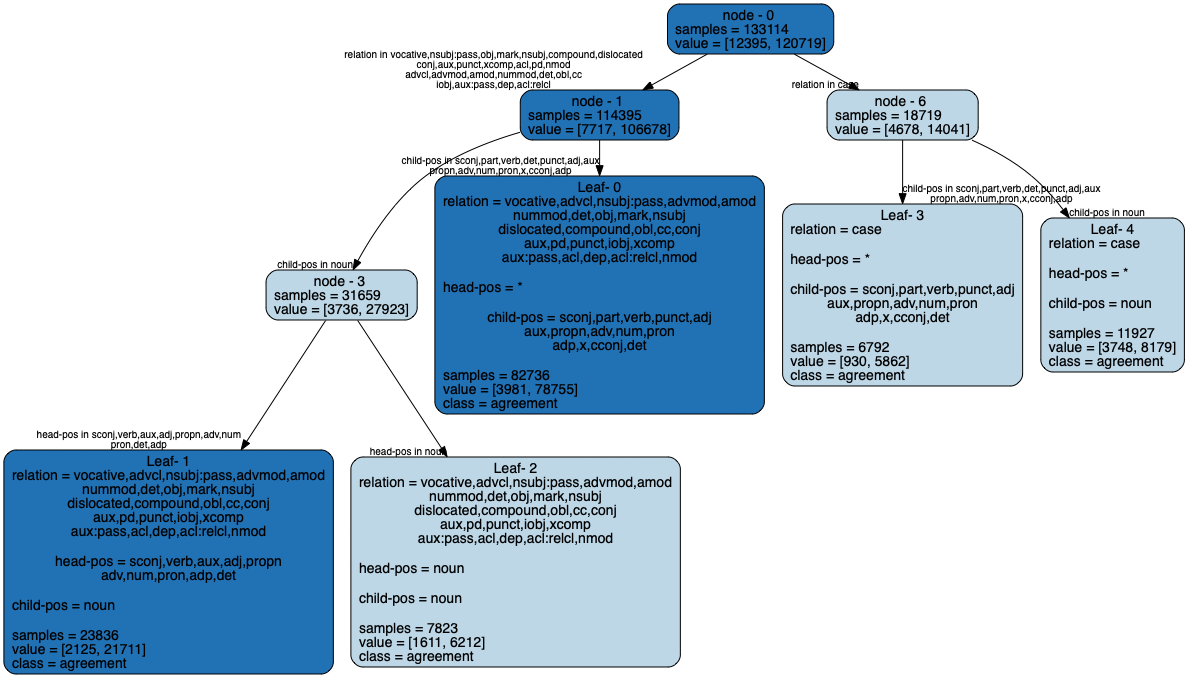 node - 0
samples = 133114
value = [12395, 120719]
relation in vocative,nsubj:pass,obj,mark,nsubj,compound,dislocated
conj,aux,punct,xcomp,acl,pd,nmod
advcl,advmod,amod,nummod,det,obl,cc
iobj,aux:pass,dep,acl:relcl
relation in case
node - 1
samples = 114395
value = [7717, 106678]
node - 6
samples = 18719
value = [4678, 14041]
child-pos in sconj,part,verb,det,punct,adj,aux
propn,adv,num,pron,x,cconj,adp
child-pos in noun
child-pos in sconj,part,verb,det,punct,adj,aux
propn,adv,num,pron,x,cconj,adp
child-pos in noun
node - 3
samples = 31659
value = [3736, 27923]
Leaf- 0
relation = vocative,advcl,nsubj:pass,advmod,amod
nummod,det,obj,mark,nsubj
dislocated,compound,obl,cc,conj
aux,pd,punct,iobj,xcomp
aux:pass,acl,dep,acl:relcl,nmod
head-pos = *
child-pos = sconj,part,verb,punct,adj
aux,propn,adv,num,pron
adp,x,cconj,det
samples = 82736
value = [3981, 78755]
class = agreement
Leaf- 3
relation = case
head-pos = *
child-pos = sconj,part,verb,punct,adj
aux,propn,adv,num,pron
adp,x,cconj,det
samples = 6792
value = [930, 5862]
class = agreement
Leaf- 4
relation = case
head-pos = *
child-pos = noun
samples = 11927
value = [3748, 8179]
class = agreement
head-pos in sconj,verb,aux,adj,propn,adv,num
pron,det,adp
head-pos in noun
Leaf- 1
relation = vocative,advcl,nsubj:pass,advmod,amod
nummod,det,obj,mark,nsubj
dislocated,compound,obl,cc,conj
aux,pd,punct,iobj,xcomp
aux:pass,acl,dep,acl:relcl,nmod
head-pos = sconj,verb,aux,adj,propn
adv,num,pron,adp,det
child-pos = noun
samples = 23836
value = [2125, 21711]
class = agreement
Leaf- 2
relation = vocative,advcl,nsubj:pass,advmod,amod
nummod,det,obj,mark,nsubj
dislocated,compound,obl,cc,conj
aux,pd,punct,iobj,xcomp
aux:pass,acl,dep,acl:relcl,nmod
head-pos = noun
child-pos = noun
samples = 7823
value = [1611, 6212]
class = agreement